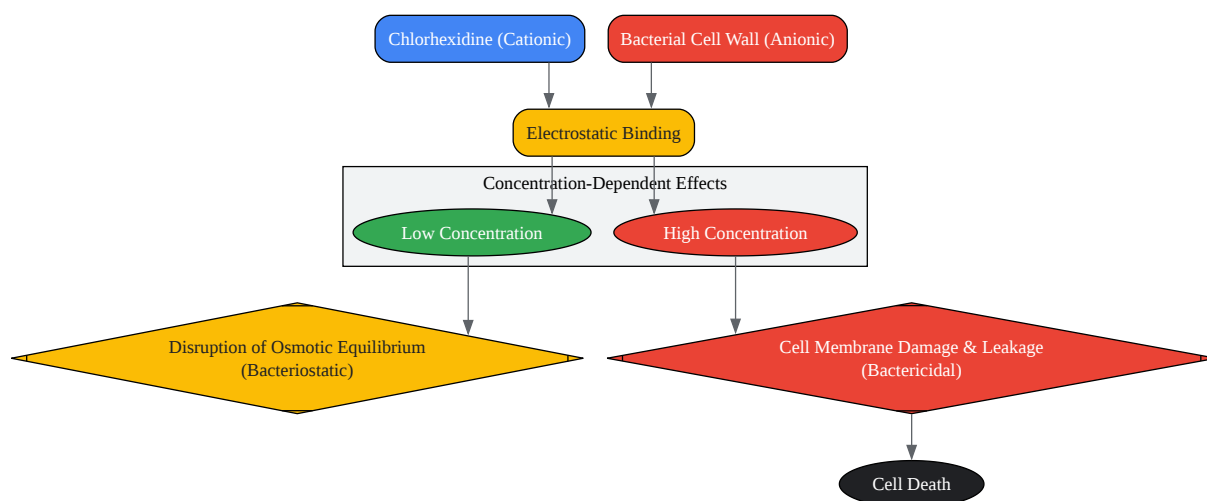 Chlorhexidine (Cationic)
Bacterial Cell Wall (Anionic)
Electrostatic Binding
Concentration-Dependent Effects
Low Concentration
High Concentration
Disruption of Osmotic Equilibrium
(Bacteriostatic)
Cell Membrane Damage & Leakage
(Bactericidal)
Cell Death